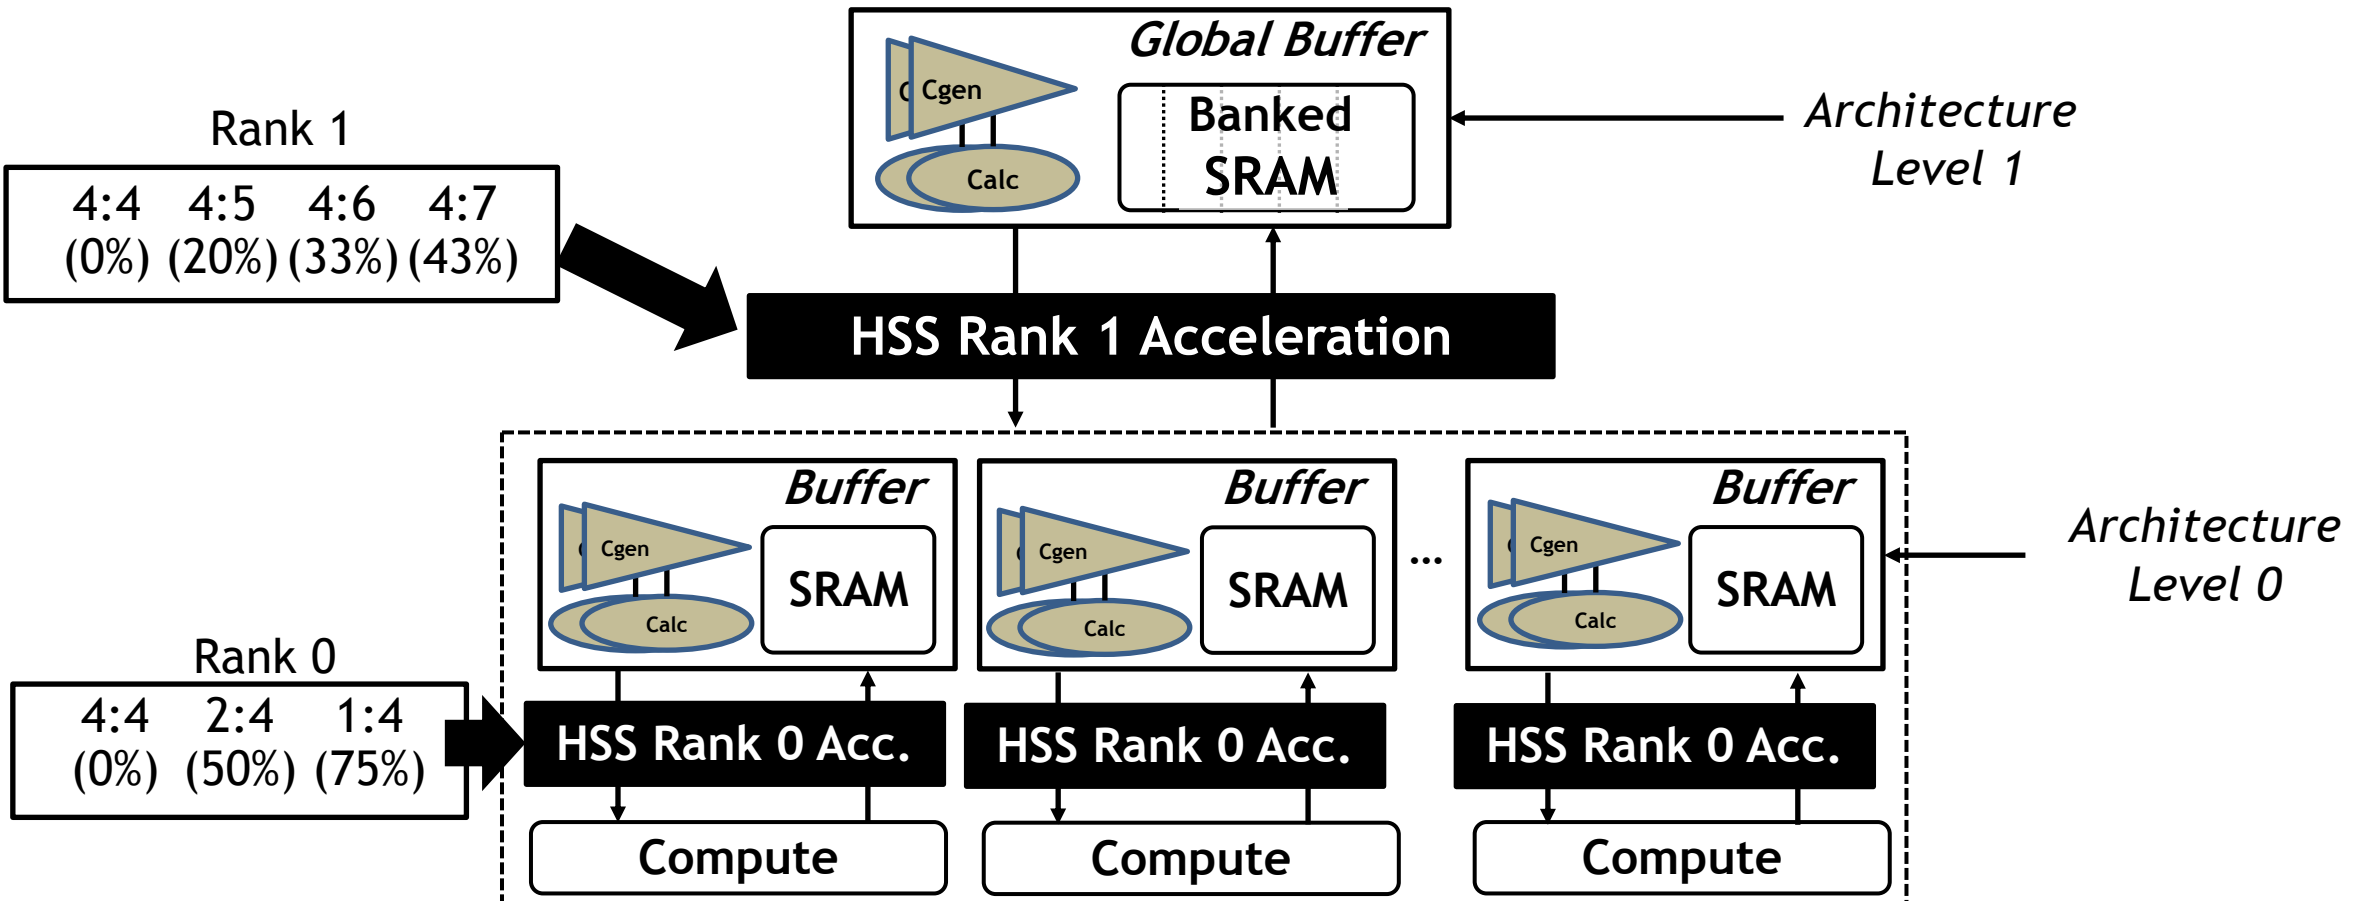 Global Buffer
Cgen
Calc
Banked
SRAM
Architecture
Level 1
Rank 1
4:4 4:5 4:6 4:7
(0%) (20%) (33%) (43%)
HSS Rank 1 Acceleration
Buffer
Cgen
Calc
SRAM
Buffer
Cgen
Calc
SRAM
...
Buffer
Cgen
Calc
SRAM
Architecture
Level 0
Rank 0
4:4 2:4 1:4
(0%) (50%) (75%)
HSS Rank 0 Acc.
HSS Rank 0 Acc.
HSS Rank 0 Acc.
Compute
Compute
Compute